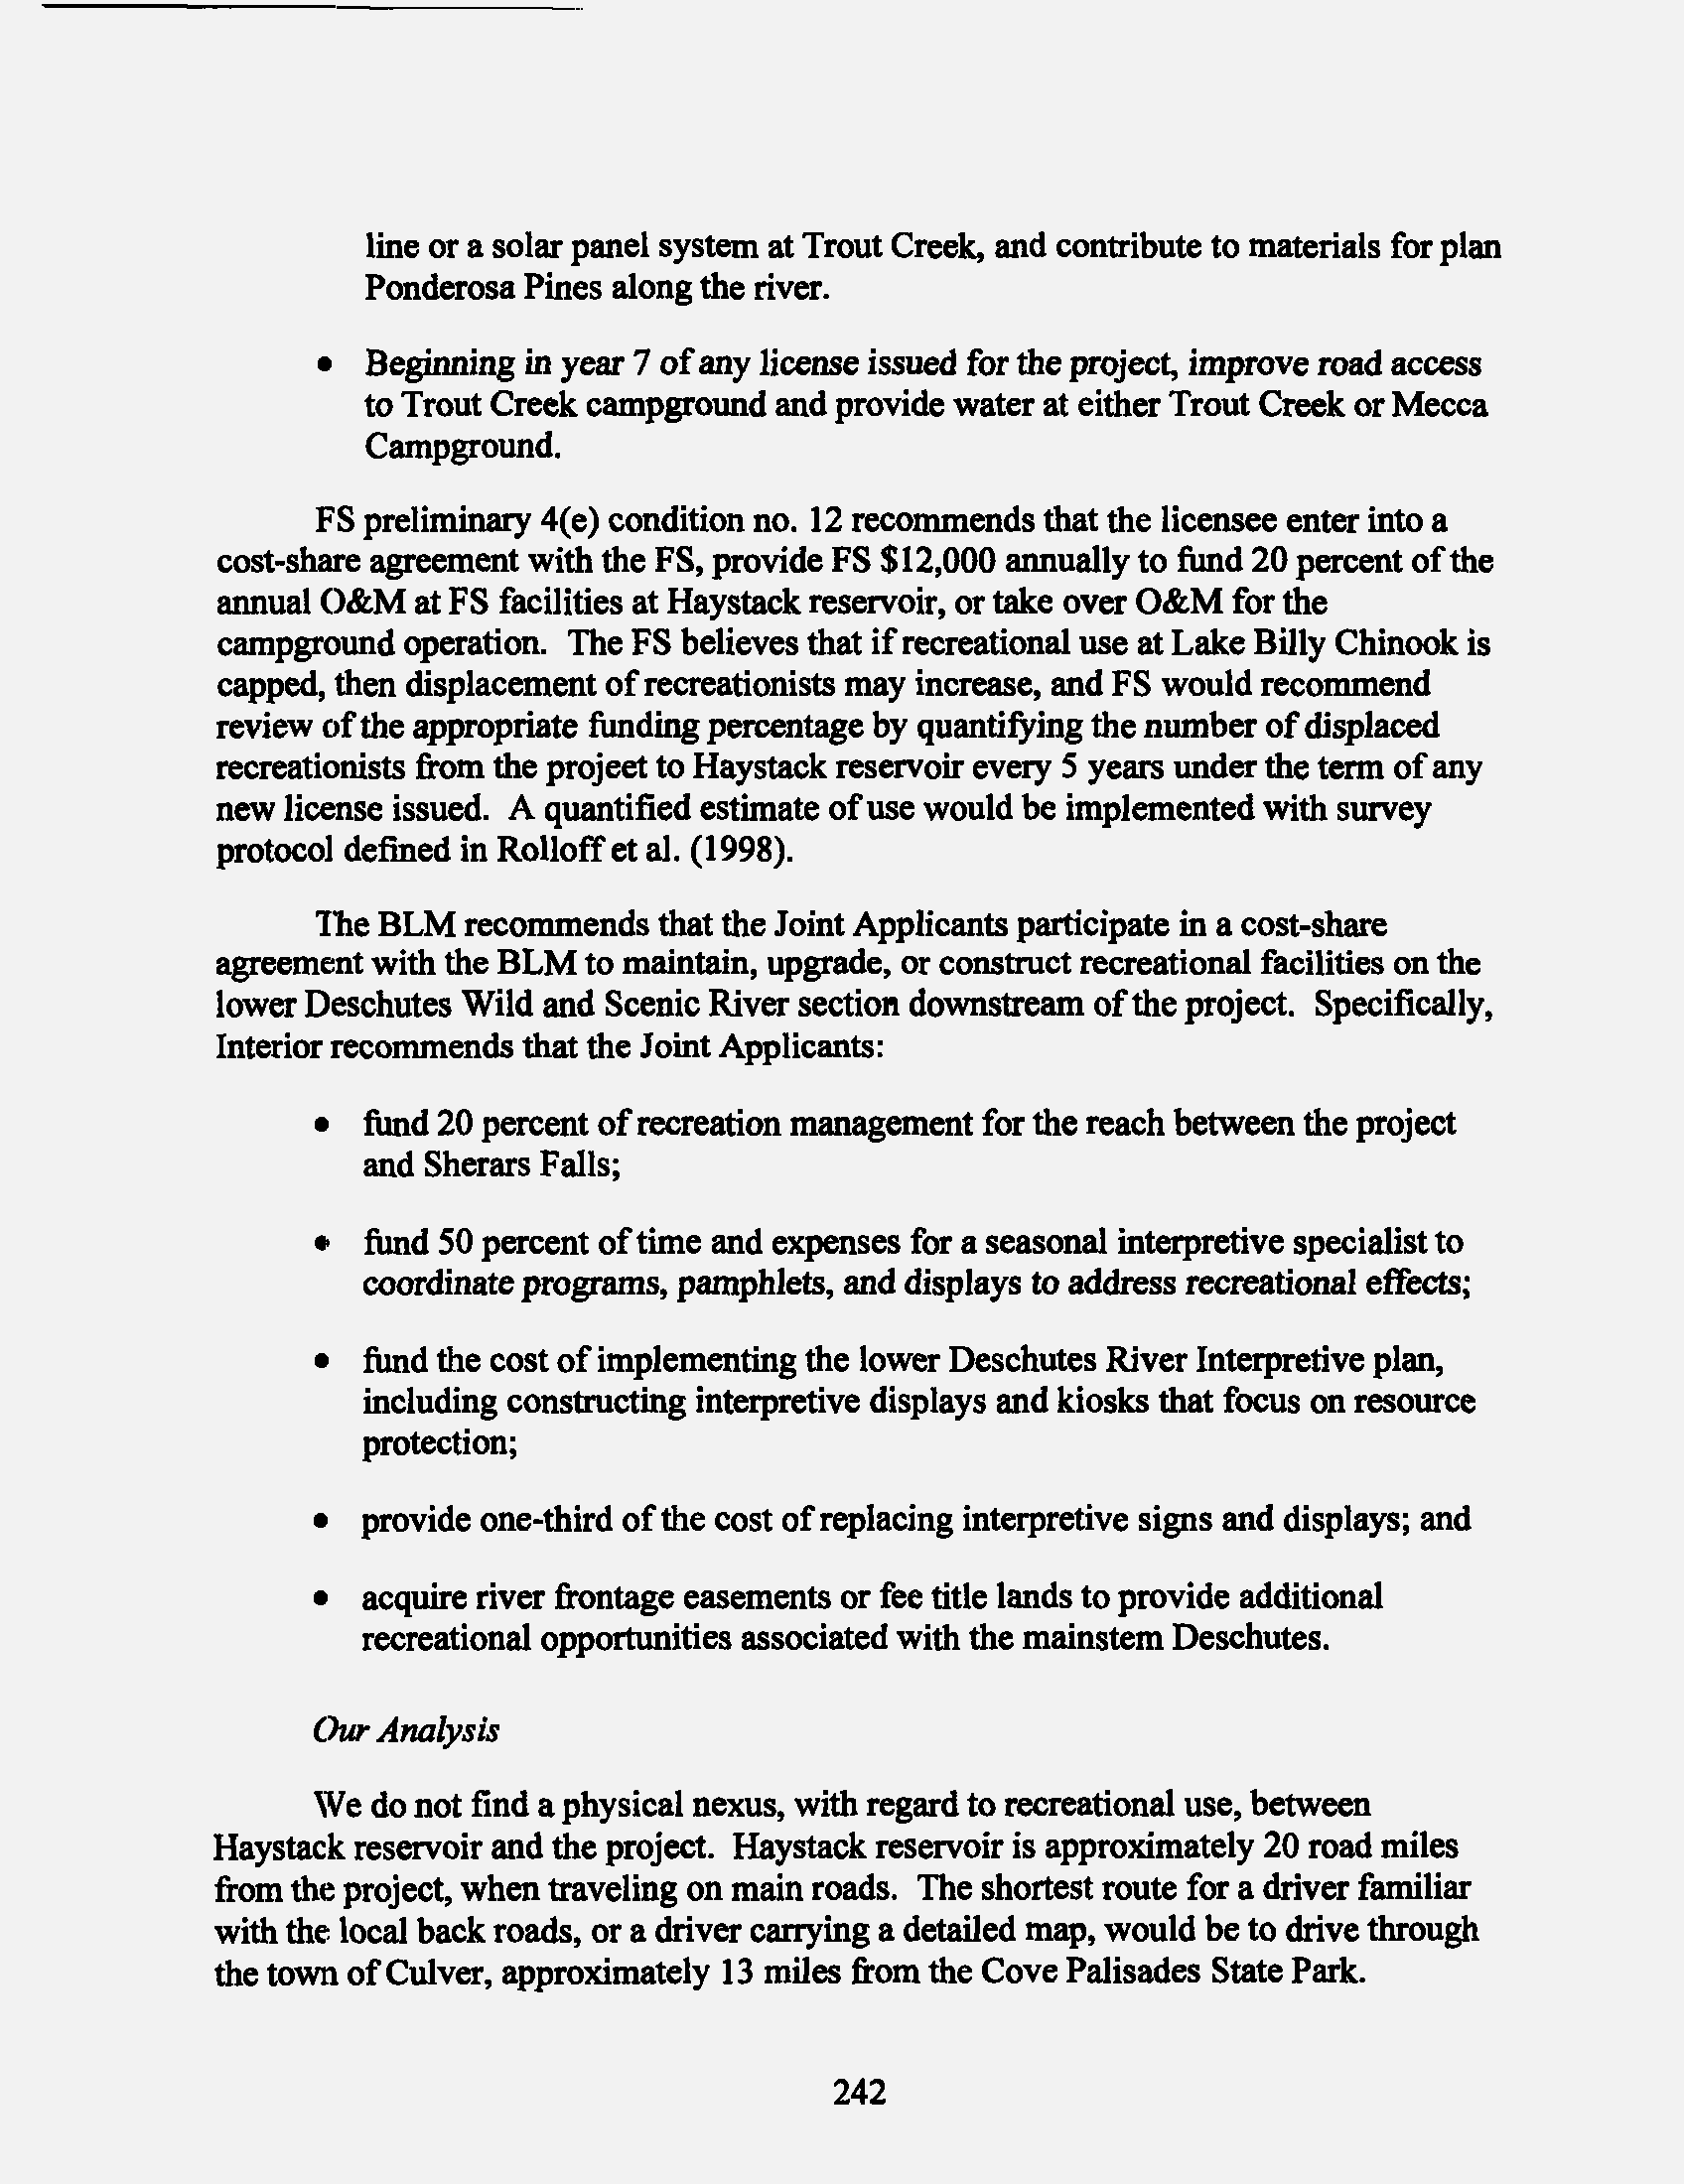 line or a solar panel system at Trout Creek, and contribute to materials for plan
Ponderosa Pines along the river.
• Beginning in year 7 of any license issued for the project, improve road access
to Trout Creek campground and provide water at either Trout Creek or Mecca
Campground.
FS preliminary 4(e) condition no. 12 recommends that the licensee enter into a
cost-share agreement with the FS, provide FS $12,000 annually to fund 20 percent of the
annual O&M at FS facilities at Haystack reservoir, or take over O&M for the
campground operation. The FS believes that if recreational use at Lake Billy Chinook is
capped, then displacement of recreationists may increase, and FS would recommend
review of the appropriate funding percentage by quantifying the number of displaced
recreationists from the project to Haystack reservoir every 5 years under the term of any
new license issued. A quantified estimate of use would be implemented with survey
protocol defined in Rolloff et al. (1998).
The BLM recommends that the Joint Applicants participate in a cost-share
agreement with the BLM to maintain, upgrade, or construct recreational facilities on the
lower Deschutes Wild and Scenic River section downstream of the project. Specifically,
Interior recommends that the Joint Applicants:
• fund 20 percent of recreation management for the reach between the project
and Sherars Falls;
• fund 50 percent of time and expenses for a seasonal interpretive specialist to
coordinate programs, pamphlets, and displays to address recreational effects;
• fund the cost of implementing the lower Deschutes River Interpretive plan,
including constructing interpretive displays and kiosks that focus on resource
protection;
• provide one-third of the cost of replacing interpretive signs and displays; and
• acquire river frontage easements or fee title lands to provide additional
recreational opportunities associated with the mainstem Deschutes.
Our Analysis
We do not find a physical nexus, with regard to recreational use, between
Haystack reservoir and the project. Haystack reservoir is approximately 20 road miles
from the project, when traveling on main roads. The shortest route for a driver familiar
with the local back roads, or a driver carrying a detailed map, would be to drive through
the town of Culver, approximately 13 miles from the Cove Palisades State Park.
242